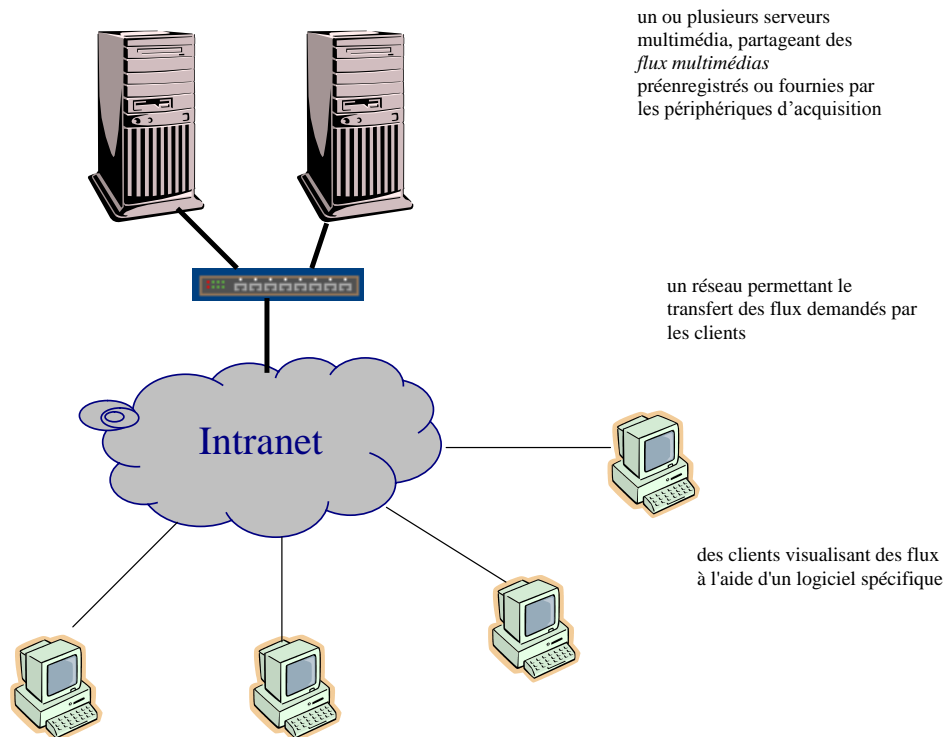 un ou plusieurs serveurs
multimédia, partageant des
flux multimédias
préenregistrés ou fournies par
les périphériques d’acquisition
un réseau permettant le
transfert des flux demandés par
les clients
Intranet
des clients visualisant des flux
à l'aide d'un logiciel spécifique